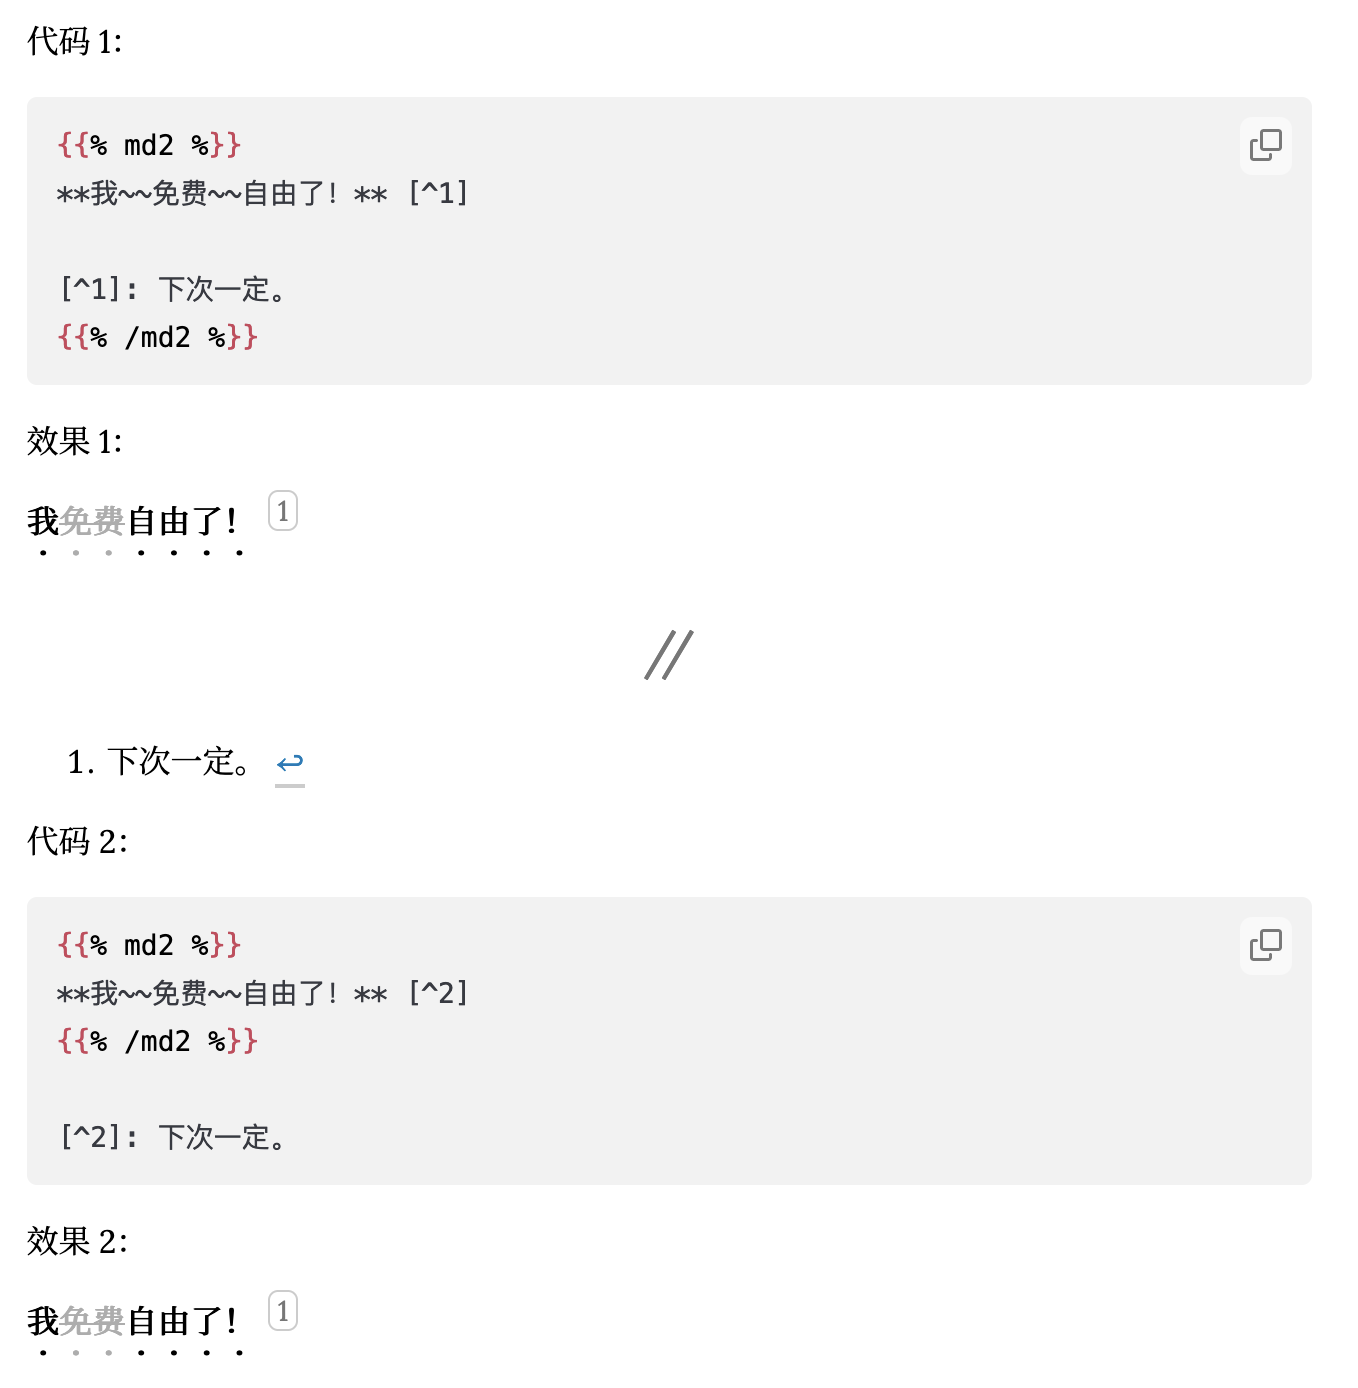 代码 1:
{{% md2 %}}
**我~~免费~~自由了！** [^1]
[^1]: 下次一定。
{{% /md2 %}}
效果 1:
我免费自由了！ 1
1. 下次一定。 ↩
代码 2:
{{% md2 %}}
**我~~免费~~自由了！** [^2]
{{% /md2 %}}
[^2]: 下次一定。
效果 2:
我免费自由了！ 1